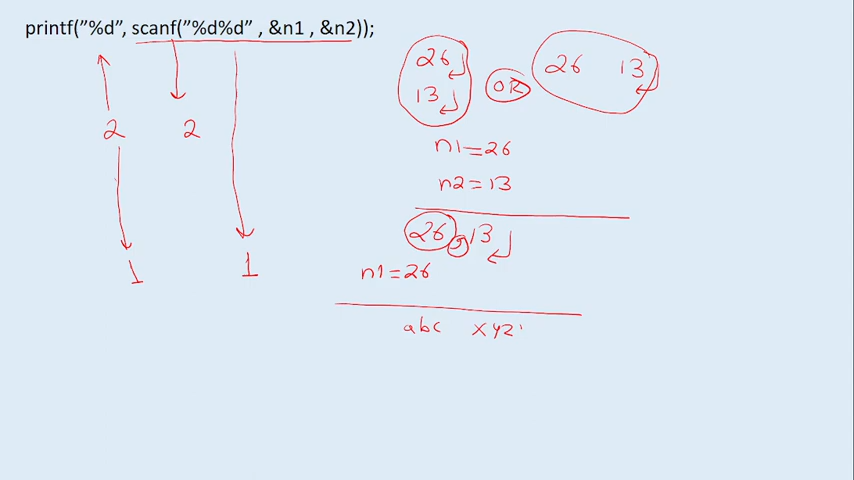 printf(”%d”, scanf(”%d%d” , &n1 , &n2));
26
13
OR
26 13
2 2
n1=26
n2=13
26,13
1 1
n1=26
abc xyz